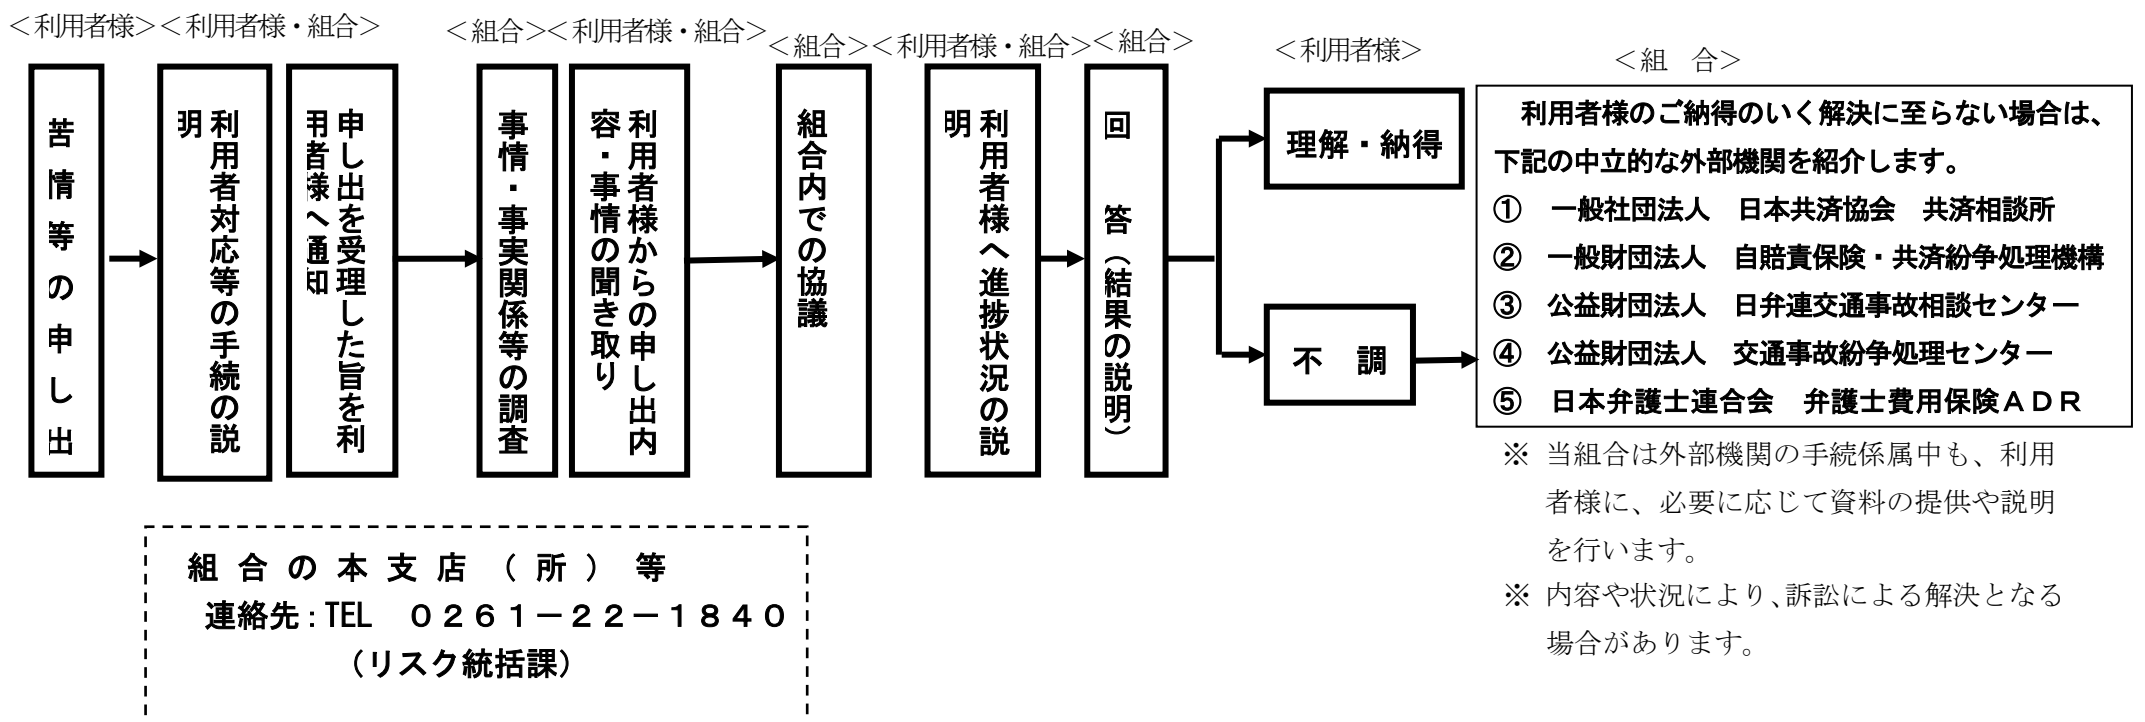 ＜利用者様＞
＜利用者様・組合＞
＜組合＞
＜利用者様・組合＞
＜組合＞
＜利用者様・組合＞
＜組合＞
＜利用者様＞
＜組　合＞
苦情等の申し出
利用者対応等の手続の説
明
申し出を受理した旨を利
用者様へ通知
事情・事実関係等の調査
利用者様からの申し出内
容・事情の聞き取り
組合内での協議
利用者様へ進捗状況の説
明
回　答（結果の説明）
理解・納得
不　調
利用者様のご納得のいく解決に至らない場合は、
下記の中立的な外部機関を紹介します。
①　一般社団法人　日本共済協会　共済相談所
②　一般財団法人　自賠責保険・共済紛争処理機構
③　公益財団法人　日弁連交通事故相談センター
④　公益財団法人　交通事故紛争処理センター
⑤　日本弁護士連合会　弁護士費用保険ＡＤＲ
※ 当組合は外部機関の手続係属中も、利用
者様に、必要に応じて資料の提供や説明
を行います。
※ 内容や状況により、訴訟による解決となる
場合があります。
組合の本支店（所）等
連絡先：TEL　０２６１－２２－１８４０
（リスク統括課）